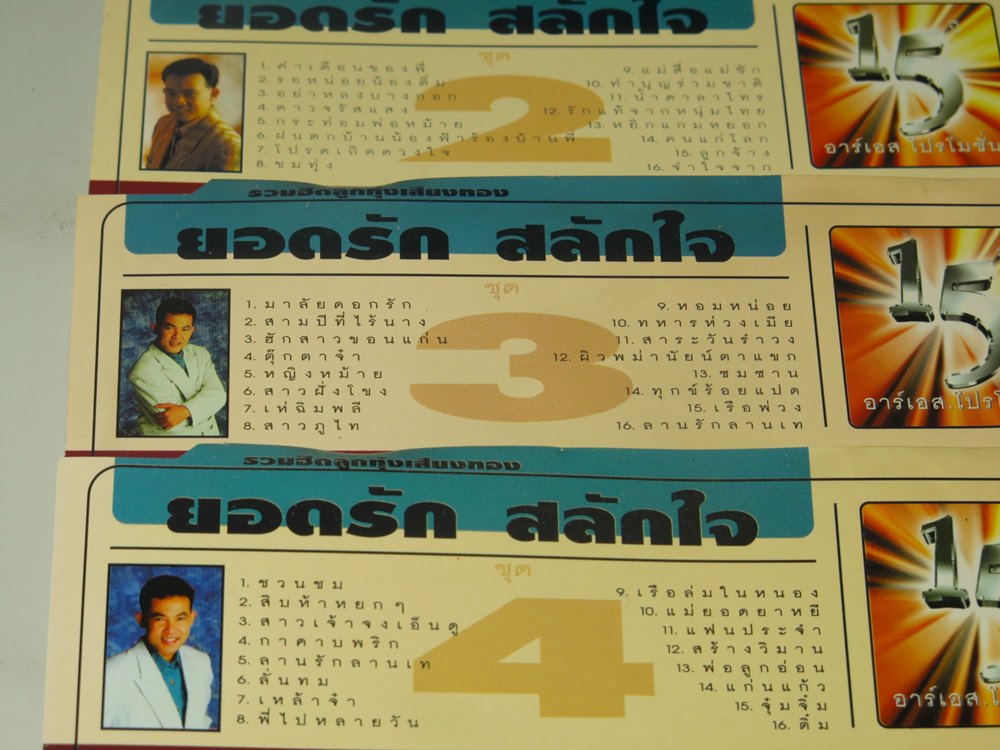 ยอดรัก สลักใจ
ชุด
2
1. คำเตือนของพี่
2. รอหน่อยน้องติ๋ม
3. อย่าหลงบางกอก
4. ดาวจรัสแสง
5. กระท่อมพ่อหม้าย
6. ฝนตกบ้านน้องฟ้าร้องบ้านพี่
7. โปรดเถิดดวงใจ
8. ชมทุ่ง
9. แม่สื่อแม่ชัก
10. ทำบุญร่วมชาติ
11. น้ำตาลาไทร
12. รักแท้จากหนุ่มไทย
13. หยิกแกมหยอก
14. คนแก่โลก
15. ลูกจ้าง
16. จำใจจาก
15 ปี
อาร์เอส.โปรโมชั่น
รวมฮิตลูกทุ่งเสียงทอง
ยอดรัก สลักใจ
ชุด
3
1. มาลัยดอกรัก
2. สามปีที่ไร้นาง
3. ฮักสาวขอนแก่น
4. ตุ๊กตาจ๋า
5. หญิงหม้าย
6. สาวฝั่งโขง
7. เห่ฉิมพลี
8. สาวภูไท
9. หอมหน่อย
10. ทหารห่วงเมีย
11. สาระวันรำวง
12. ผิวพม่านัยน์ตาแขก
13. ซมซาน
14. ทุกข์ร้อยแปด
15. เรือพ่วง
16. ลานรักลานเท
15
อาร์เอส.โปรโ
รวมฮิตลูกทุ่งเสียงทอง
ยอดรัก สลักใจ
ชุด
4
1. ชวนชม
2. สิบห้าหยกๆ
3. สาวเจ้าจงเอ็นดู
4. กาคาบพริก
5. ลานรักลานเท
6. ลั่นทม
7. เหล้าจ๋า
8. พี่ไปหลายวัน
9. เรือล่มในหนอง
10. แม่ยอดยาหยี
11. แฟนประจำ
12. สร้างวิมาน
13. พ่อลูกอ่อน
14. แก่นแก้ว
15. จุ๋มจิ๋ม
16. ติ๋ม
15
อาร์เอส.โ